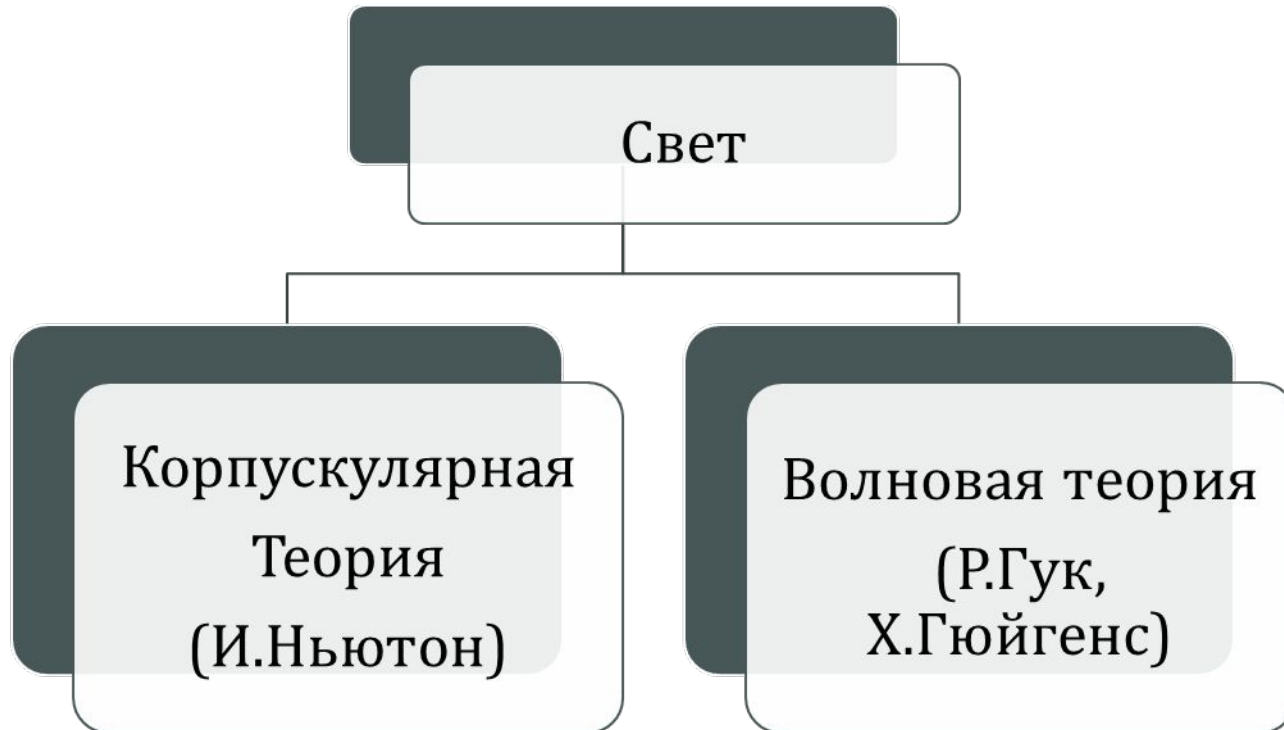 Свет
Корпускулярная
Теория
(И.Ньютон)
Волновая теория
(Р.Гук,
Х.Гюйгенс)